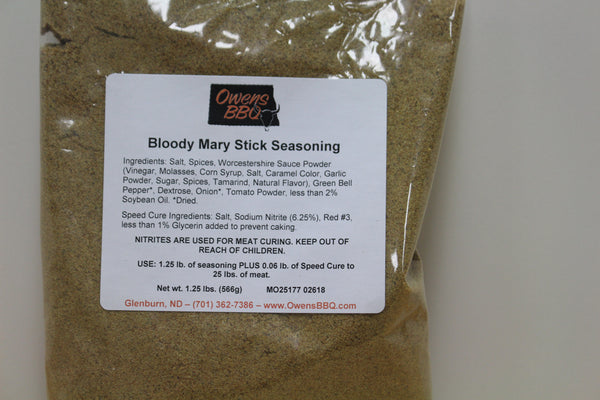 Owens
BBQ
Bloody Mary Stick Seasoning
Ingredients: Salt, Spices, Worcestershire Sauce Powder
(Vinegar, Molasses, Corn Syrup, Salt, Caramel Color, Garlic
Powder, Sugar, Spices, Tamarind, Natural Flavor), Green Bell
Pepper*, Dextrose, Onion*, Tomato Powder, less than 2%
Soybean Oil. *Dried.
Speed Cure Ingredients: Salt, Sodium Nitrite (6.25%), Red #3,
less than 1% Glycerin added to prevent caking.
NITRITES ARE USED FOR MEAT CURING. KEEP OUT OF
REACH OF CHILDREN.
USE: 1.25 lb. of seasoning PLUS 0.06 lb. of Speed Cure to
25 lbs. of meat.
Net wt. 1.25 lbs. (566g) MO25177 02618
Glenburn, ND – (701) 362-7386 – www.OwensBBQ.com